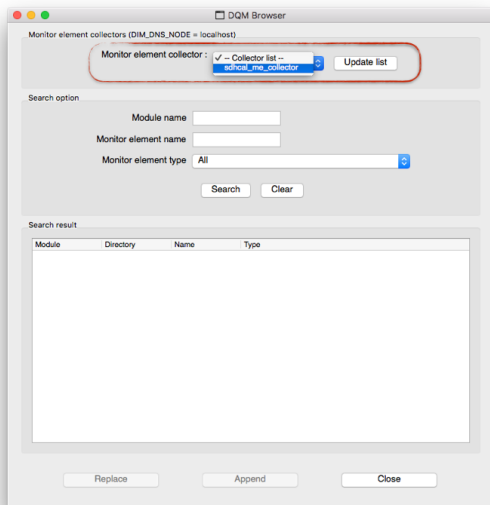 DQM Browser
Monitor element collectors (DIM_DNS_NODE = localhost)
Monitor element collector :
✓ -- Collector list --
sdhcal_me_collector
Update list
Search option
Module name
Monitor element name
Monitor element type All
Search Clear
Search result
Module Directory Name Type
Replace Append Close